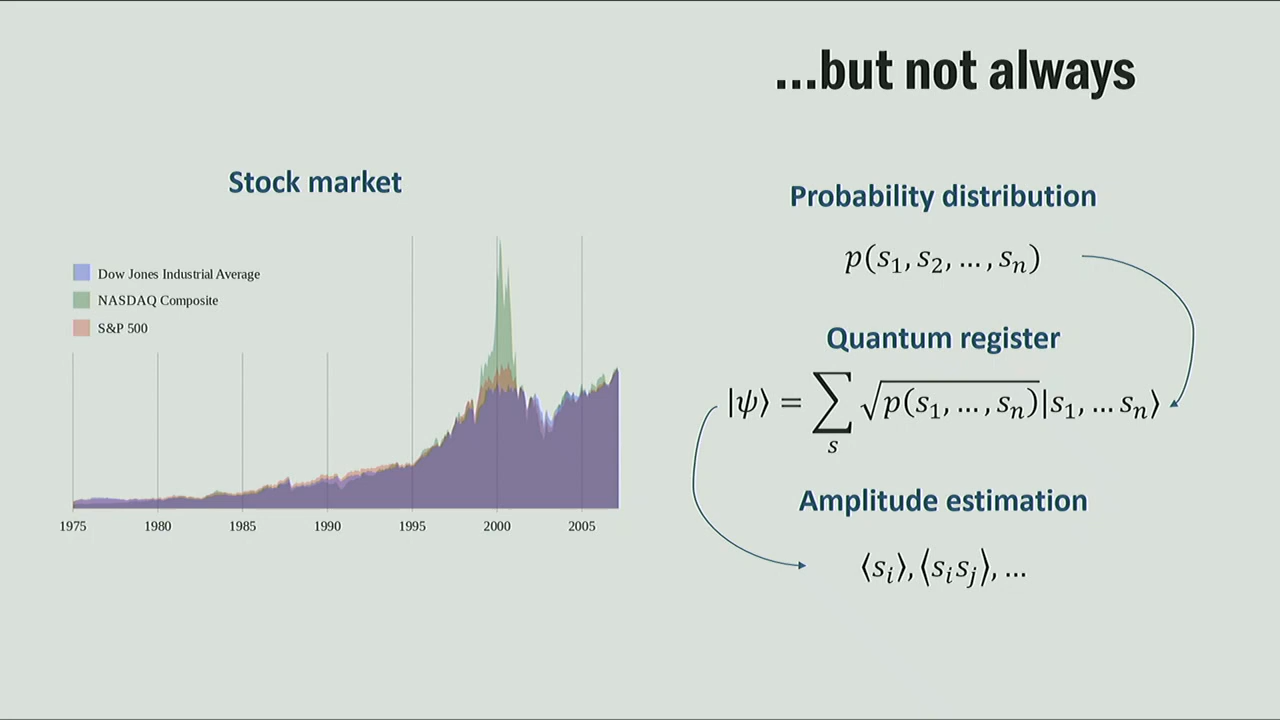 ...but not always
Stock market
Dow Jones Industrial Average
NASDAQ Composite
S&P 500
1975 1980 1985 1990 1995 2000 2005
Probability distribution
p(s₁, s₂, ..., sₙ)
Quantum register
|ψ⟩ = ∑ₛ √p(s₁, ..., sₙ)|s₁, ... sₙ⟩
Amplitude estimation
⟨sᵢ⟩, ⟨sᵢsⱼ⟩, ...